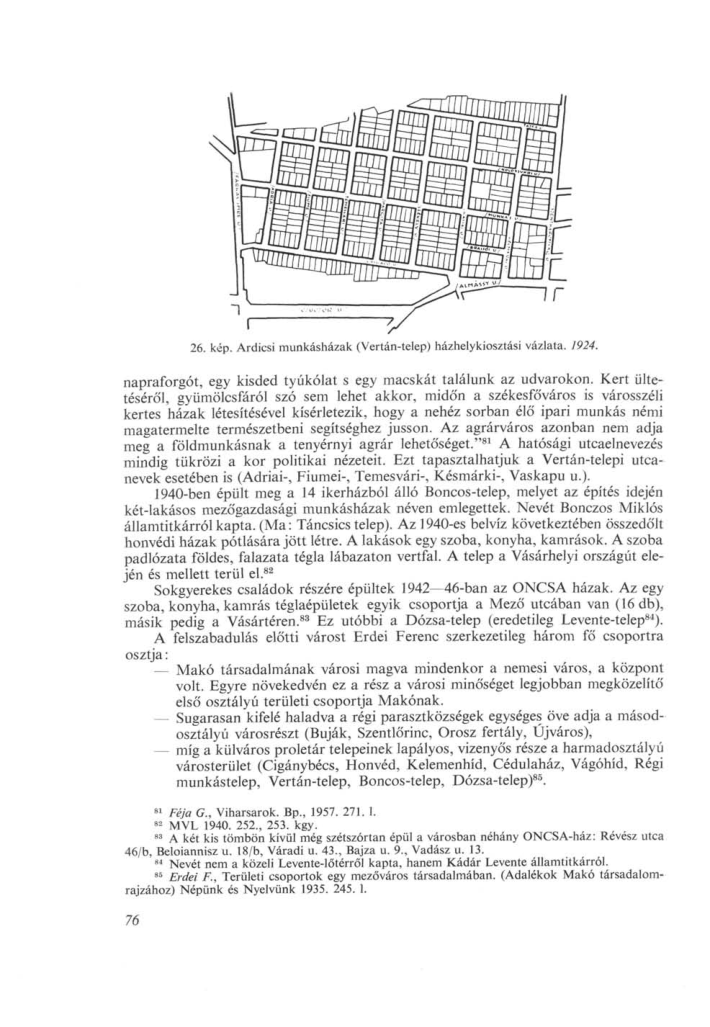 ALMÁSSY U.
26. kép. Ardicsi munkásházak (Vertán-telep) házhelykiosztási vázlata. 1924.
napraforgót, egy kisded tyúkólat s egy macskát találunk az udvarokon. Kert ülte-
téséről, gyümölcsfáról szó sem lehet akkor, midőn a székesfőváros is városszéli
kertes házak létesítésével kísérletezik, hogy a nehéz sorban élő ipari munkás némi
magatermelte természetbeni segítséghez jusson. Az agrárváros azonban nem adja
meg a földmunkásnak a tenyérnyi agrár lehetőséget."⁸¹ A hatósági utcaelnevezés
mindig tükrözi a kor politikai nézeteit. Ezt tapasztalhatjuk a Vertán-telepi utca-
nevek esetében is (Adriai-, Fiumei-, Temesvári-, Késmárki-, Vaskapu u.).
1940-ben épült meg a 14 ikerházból álló Boncos-telep, melyet az építés idején
két-lakásos mezőgazdasági munkásházak néven emlegettek. Nevét Bonczos Miklós
államtitkárról kapta. (Ma: Táncsics telep). Az 1940-es belvíz következtében összedőlt
honvédi házak pótlására jött létre. A lakások egy szoba, konyha, kamrások. A szoba
padlózata földes, falazata tégla lábazaton vertfal. A telep a Vásárhelyi országút ele-
jén és mellett terül el.⁸²
Sokgyerekes családok részére épültek 1942—46-ban az ONCSA házak. Az egy
szoba, konyha, kamrás téglaépületek egyik csoportja a Mező utcában van (16 db),
másik pedig a Vásártéren.⁸³ Ez utóbbi a Dózsa-telep (eredetileg Levente-telep⁸⁴).
A felszabadulás előtti várost Erdei Ferenc szerkezetileg három fő csoportra
osztja:
— Makó társadalmának városi magva mindenkor a nemesi város, a központ
volt. Egyre növekedvén ez a rész a városi minőséget legjobban megközelítő
első osztályú területi csoportja Makónak.
— Sugarasan kifelé haladva a régi parasztközségek egységes öve adja a másod-
osztályú városrészt (Buják, Szentlőrinc, Orosz fertály, Újváros),
— míg a külváros proletár telepeinek lapályos, vizenyős része a harmadosztályú
városterület (Cigánybécs, Honvéd, Kelemenhíd, Cédulaház, Vágóhíd, Régi
munkástelep, Vertán-telep, Boncos-telep, Dózsa-telep)⁸⁵.
⁸¹ Féja G., Viharsarok. Bp., 1957. 271. l.
⁸² MVL 1940. 252., 253. kgy.
⁸³ A két kis tömbön kívül még szétszórtan épül a városban néhány ONCSA-ház: Révész utca
46/b, Beloiannisz u. 18/b, Váradi u. 43., Bajza u. 9., Vadász u. 13.
⁸⁴ Nevét nem a közeli Levente-lőtérről kapta, hanem Kádár Levente államtitkárról.
⁸⁵ Erdei F., Területi csoportok egy mezőváros társadalmában. (Adalékok Makó társadalom-
rajzához) Népünk és Nyelvünk 1935. 245. l.
76